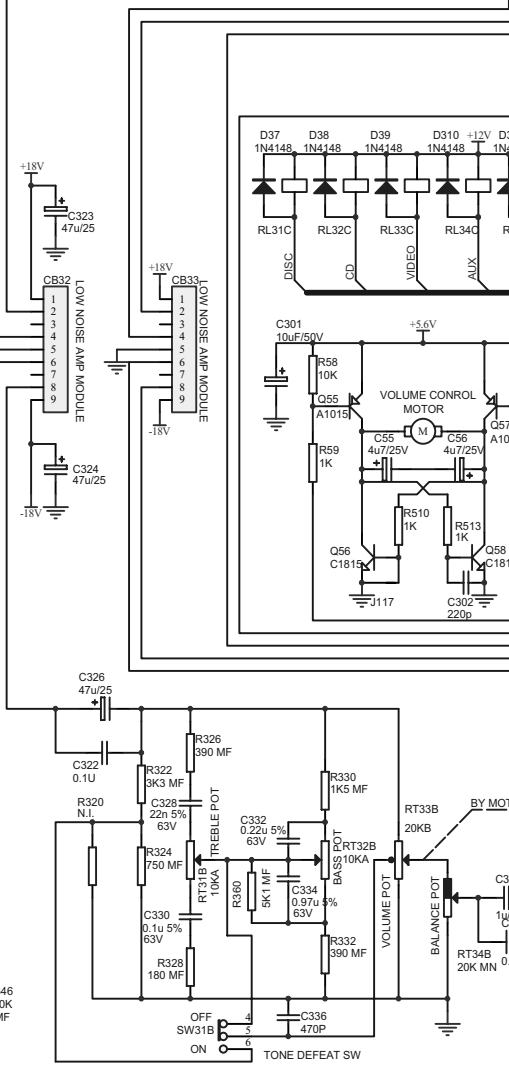 D37
1N4148
D38
1N4148
D39
1N4148
D310
1N4148
+12V
RL31C
RL32C
RL33C
RL34C
DISC
CD
VIDEO
AUX
+18V
C323
47u/25
CB32
1
2
3
4
5
6
7
8
9
LOW NOISE AMP MODULE
C324
47u/25
-18V
+18V
CB33
1
2
3
4
5
6
7
8
9
LOW NOISE AMP MODULE
-18V
C301
10uF/50V
+5.6V
R58
10K
Q55
A1015
VOLUME CONROL
MOTOR
M
Q57
R59
1K
C55
4u7/25V
C56
4u7/25V
R510
1K
R513
1K
Q56
C1815
Q58
J117
C302
220p
C326
47u/25
C322
0.1U
R320
N.I.
R322
3K3 MF
R324
750 MF
R326
390 MF
C328
22n 5%
63V
TREBLE POT
RT31B
10KA
C330
0.1u 5%
63V
R328
180 MF
C332
0.22u 5%
63V
R360
5K1 MF
C334
0.97u 5%
63V
R330
1K5 MF
BASS POT
RT32B
10KA
R332
390 MF
RT33B
20KB
VOLUME POT
BY MOT
BALANCE POT
RT34B
20K MN
OFF
SW31B
ON
4
5
6
C336
470P
TONE DEFEAT SW